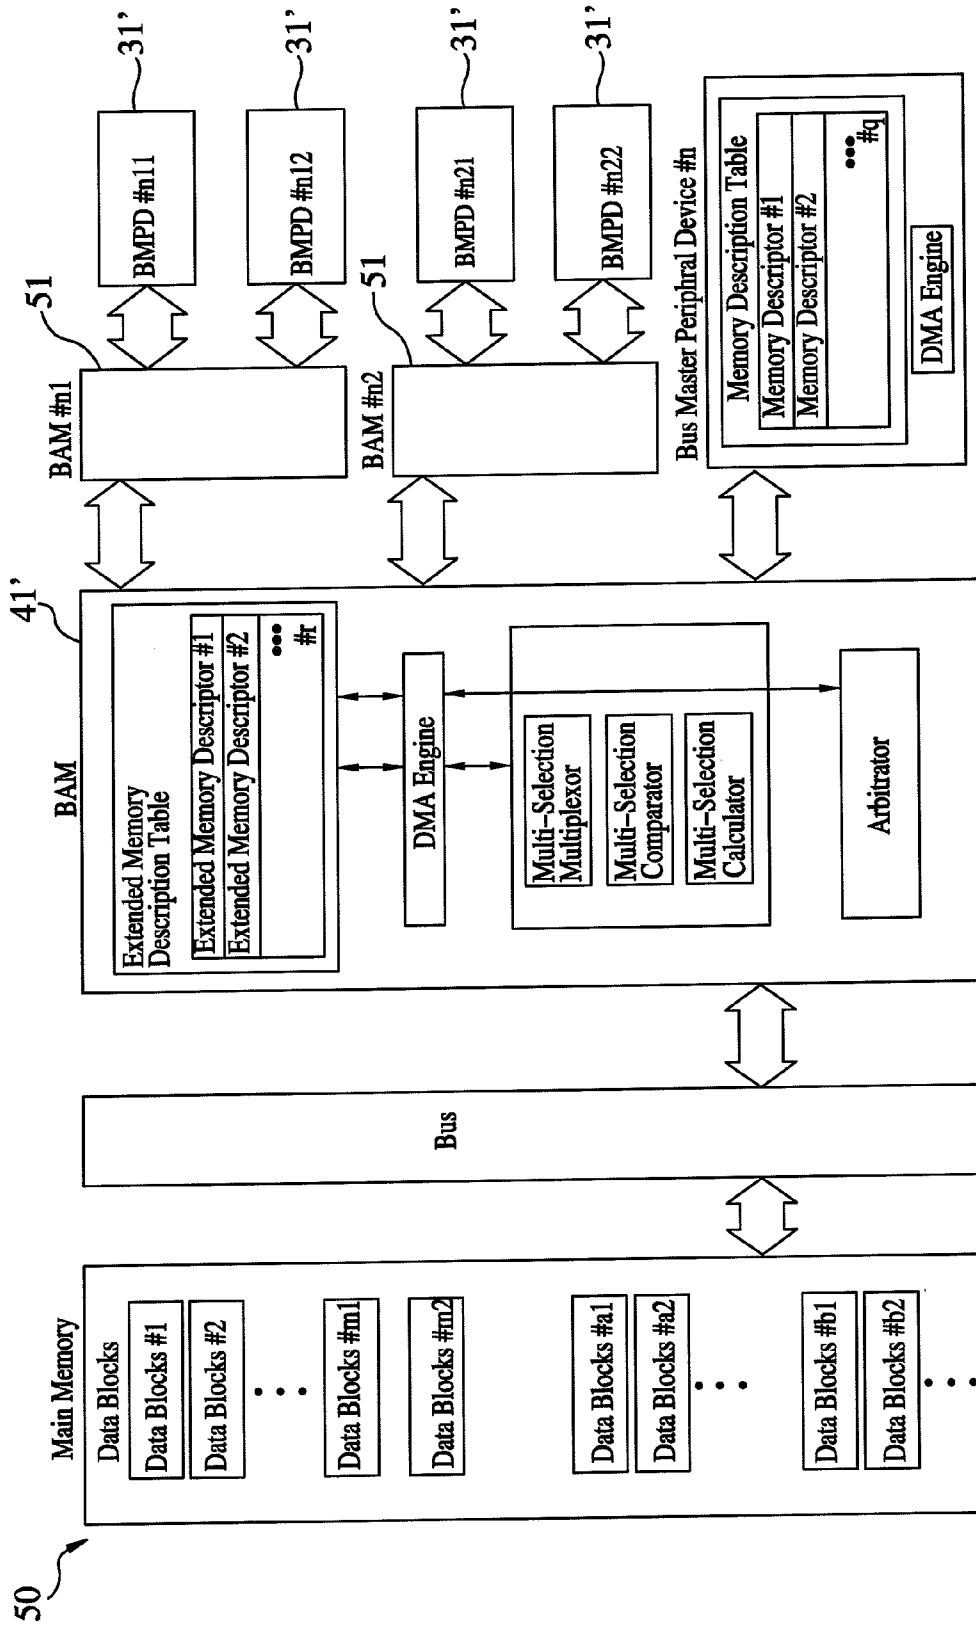 50
Main Memory
Data Blocks
Data Blocks #1
Data Blocks #2
• • •
Data Blocks #m1
Data Blocks #m2
Data Blocks #a1
Data Blocks #a2
• • •
Data Blocks #b1
Data Blocks #b2
• • •
Bus
BAM
41’
Extended Memory
Description Table
Extended Memory Descriptor #1
Extended Memory Descriptor #2
•••
#r
DMA Engine
Multi-Selection
Multiplexor
Multi-Selection
Comparator
Multi-Selection
Calculator
Arbitrator
BAM #n1
51
BAM #n2
51
BMPD #n11
31’
BMPD #n12
31’
BMPD #n21
31’
BMPD #n22
31’
Bus Master Periphral Device #n
Memory Description Table
Memory Descriptor #1
Memory Descriptor #2
•••
#q
DMA Engine